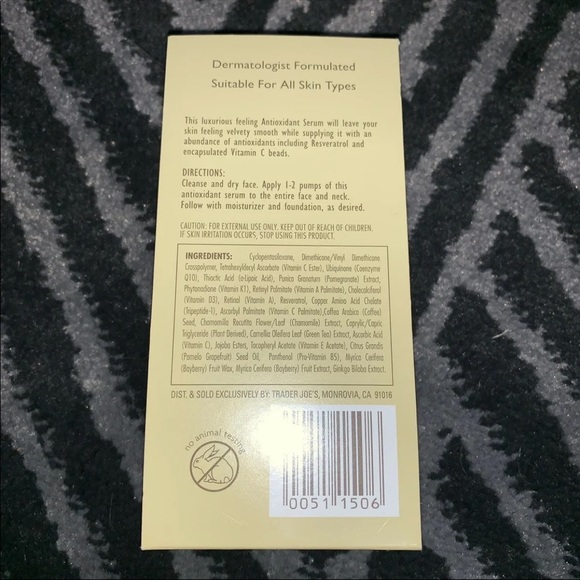 Dermatologist Formulated
Suitable For All Skin Types
This luxurious feeling Antioxidant Serum will leave your
skin feeling velvety smooth while supplying it with an
abundance of antioxidants including Resveratrol and
encapsulated Vitamin C beads.
DIRECTIONS:
Cleanse and dry face. Apply 1-2 pumps of this
antioxidant serum to the entire face and neck.
Follow with moisturizer and foundation, as desired.
CAUTION: FOR EXTERNAL USE ONLY. KEEP OUT OF REACH OF CHILDREN.
IF SKIN IRRITATION OCCURS, STOP USING THIS PRODUCT.
INGREDIENTS: Cyclopentasiloxane, Dimethicone/Vinyl Dimethicone
Crosspolymer, Tetrahexyldecyl Ascorbate (Vitamin C Ester), Ubiquinone (Coenzyme
Q10), Thioctic Acid (α-Lipoic Acid), Punica Granatum (Pomegranate) Extract,
Phytonadione (Vitamin K1), Retinyl Palmitate (Vitamin A Palmitate), Cholecalciferol
(Vitamin D3), Retinol (Vitamin A), Resveratrol, Copper Amino Acid Chelate
(Tripeptide-1), Ascorbyl Palmitate (Vitamin C Palmitate),Coffea Arabica (Coffee)
Seed, Chamomilla Recutita Flower/Leaf (Chamomile) Extract, Caprylic/Capric
Triglyceride (Plant Derived), Camellia Oleifera Leaf (Green Tea) Extract, Ascorbic Acid
(Vitamin C), Jojoba Esters, Tocopheryl Acetate (Vitamin E Acetate), Citrus Grandis
(Pomelo Grapefruit) Seed Oil, Panthenol (Pro-Vitamin B5), Myrica Cerifera
(Bayberry) Fruit Wax, Myrica Cerifera (Bayberry) Fruit Extract, Ginkgo Biloba Extract.
DIST. & SOLD EXCLUSIVELY BY: TRADER JOE'S, MONROVIA, CA 91016
no animal testing
0051 1506